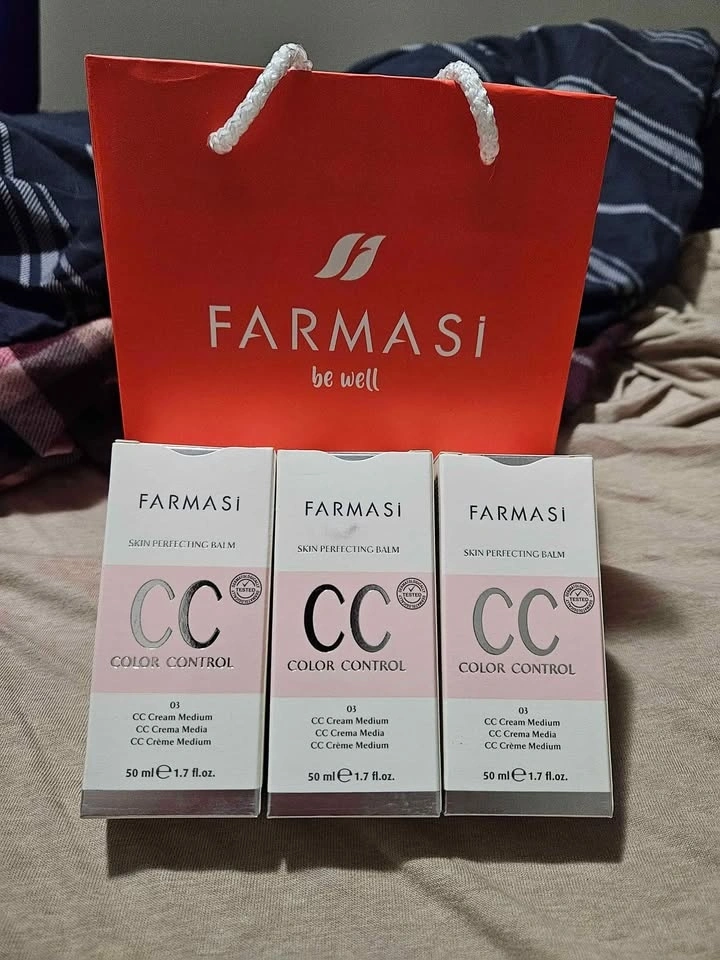 FARMASi
be well
FARMASi
SKIN PERFECTING BALM
CC
TESTED
COLOR CONTROL
03
CC Cream Medium
CC Crema Media
CC Crème Medium
50 ml e 1.7 fl.oz.
FARMASi
SKIN PERFECTING BALM
CC
TESTED
COLOR CONTROL
03
CC Cream Medium
CC Crema Media
CC Crème Medium
50 ml e 1.7 fl.oz.
FARMASi
SKIN PERFECTING BALM
CC
TESTED
COLOR CONTROL
03
CC Cream Medium
CC Crema Media
CC Crème Medium
50 ml e 1.7 fl.oz.